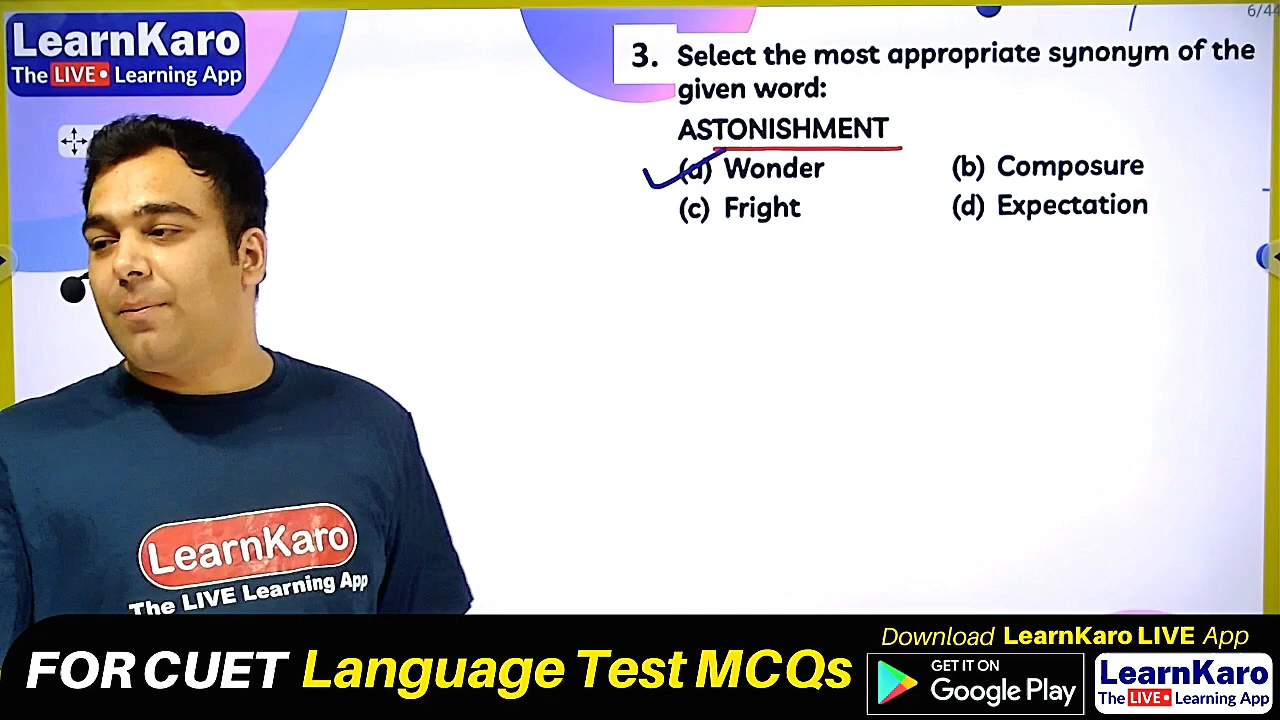 LearnKaro
The LIVE Learning App
6/44
3. Select the most appropriate synonym of the
given word:
ASTONISHMENT
(a) Wonder (b) Composure
(c) Fright (d) Expectation
LearnKaro
The LIVE Learning App
FOR CUET Language Test MCQs
Download LearnKaro LIVE App
GET IT ON
Google Play
LearnKaro
The LIVE Learning App